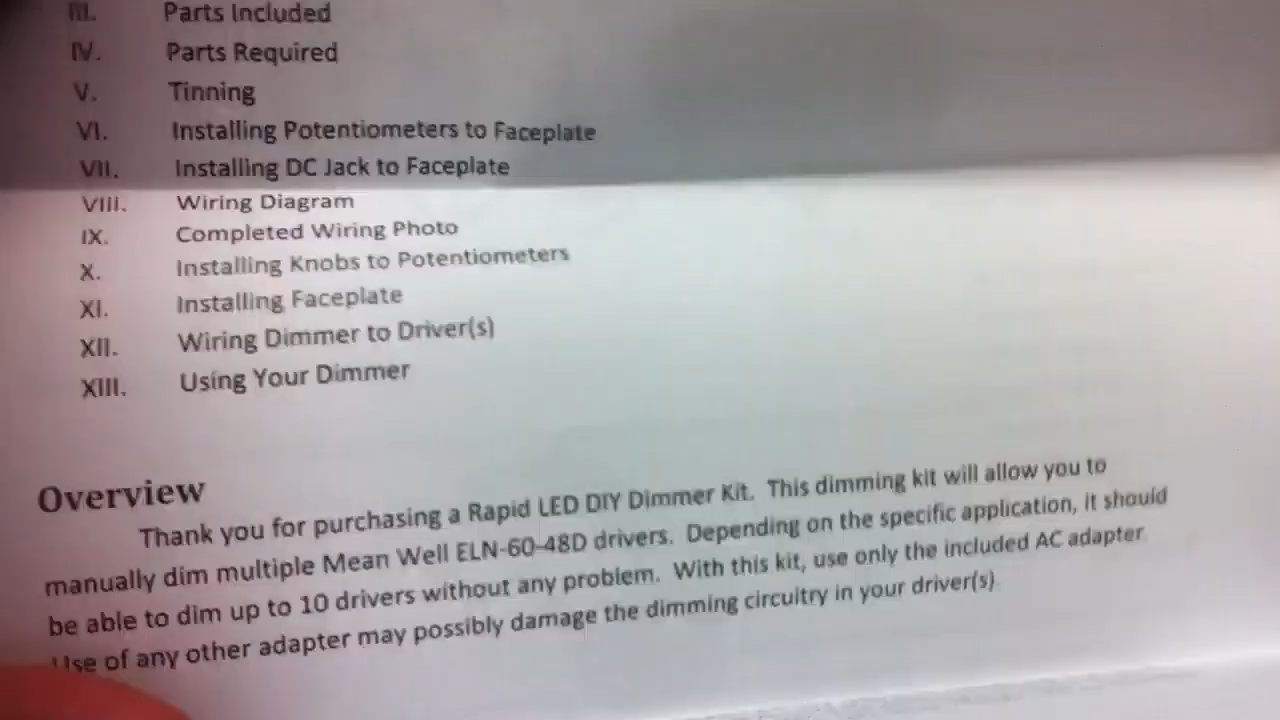 III. Parts Included
IV. Parts Required
V. Tinning
VI. Installing Potentiometers to Faceplate
VII. Installing DC Jack to Faceplate
VIII. Wiring Diagram
IX. Completed Wiring Photo
X. Installing Knobs to Potentiometers
XI. Installing Faceplate
XII. Wiring Dimmer to Driver(s)
XIII. Using Your Dimmer
Overview
Thank you for purchasing a Rapid LED DIY Dimmer Kit. This dimming kit will allow you to
manually dim multiple Mean Well ELN-60-48D drivers. Depending on the specific application, it should
be able to dim up to 10 drivers without any problem. With this kit, use only the included AC adapter.
Use of any other adapter may possibly damage the dimming circuitry in your driver(s).